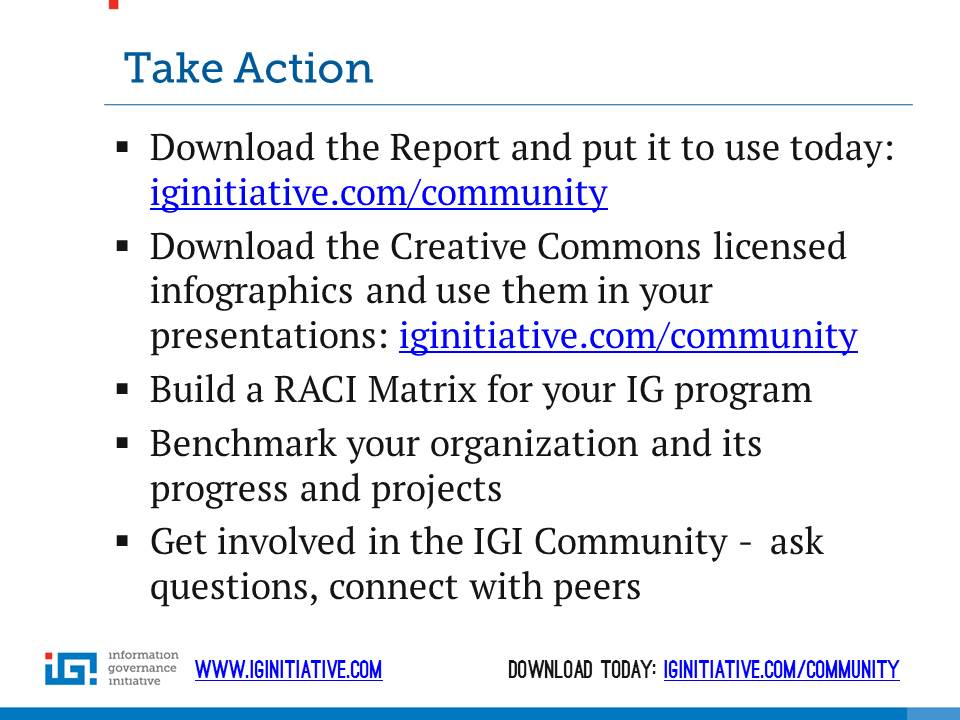 Take Action
▪ Download the Report and put it to use today:
iginitiative.com/community
▪ Download the Creative Commons licensed
infographics and use them in your
presentations: iginitiative.com/community
▪ Build a RACI Matrix for your IG program
▪ Benchmark your organization and its
progress and projects
▪ Get involved in the IGI Community -  ask
questions, connect with peers
iG! information
governance
initiative
WWW.IGINITIATIVE.COM
DOWNLOAD TODAY: IGINITIATIVE.COM/COMMUNITY